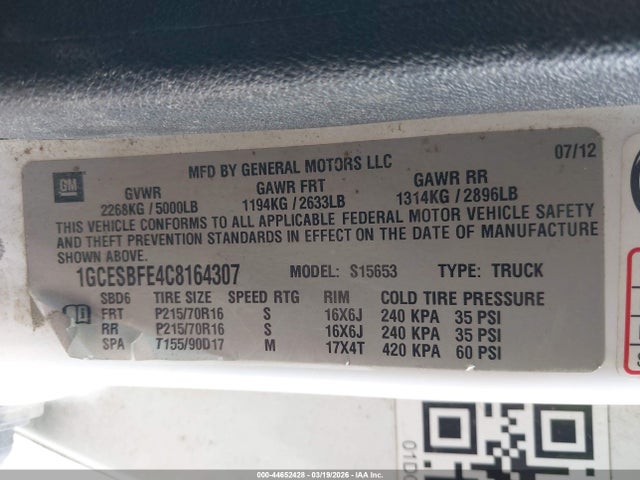 MFD BY GENERAL MOTORS LLC 07/12
GM
GVWR GAWR FRT GAWR RR
2268KG / 5000LB 1194KG / 2633LB 1314KG / 2896LB
THIS VEHICLE CONFORMS TO ALL APPLICABLE FEDERAL MOTOR VEHICLE SAFETY
AND THEFT PREVENTION STANDARDS IN EFFECT ON THE DATE OF MANUFACTURE
SHOWN ABOVE.
1GCESBFE4C8164307 MODEL: S15653 TYPE: TRUCK
SBD6 TIRE SIZE SPEED RTG RIM COLD TIRE PRESSURE
FRT P215/70R16 S 16X6J 240 KPA 35 PSI
RR P215/70R16 S 16X6J 240 KPA 35 PSI
SPA T155/90D17 M 17X4T 420 KPA 60 PSI
000-44652428 - 03/19/2026 - IAAI